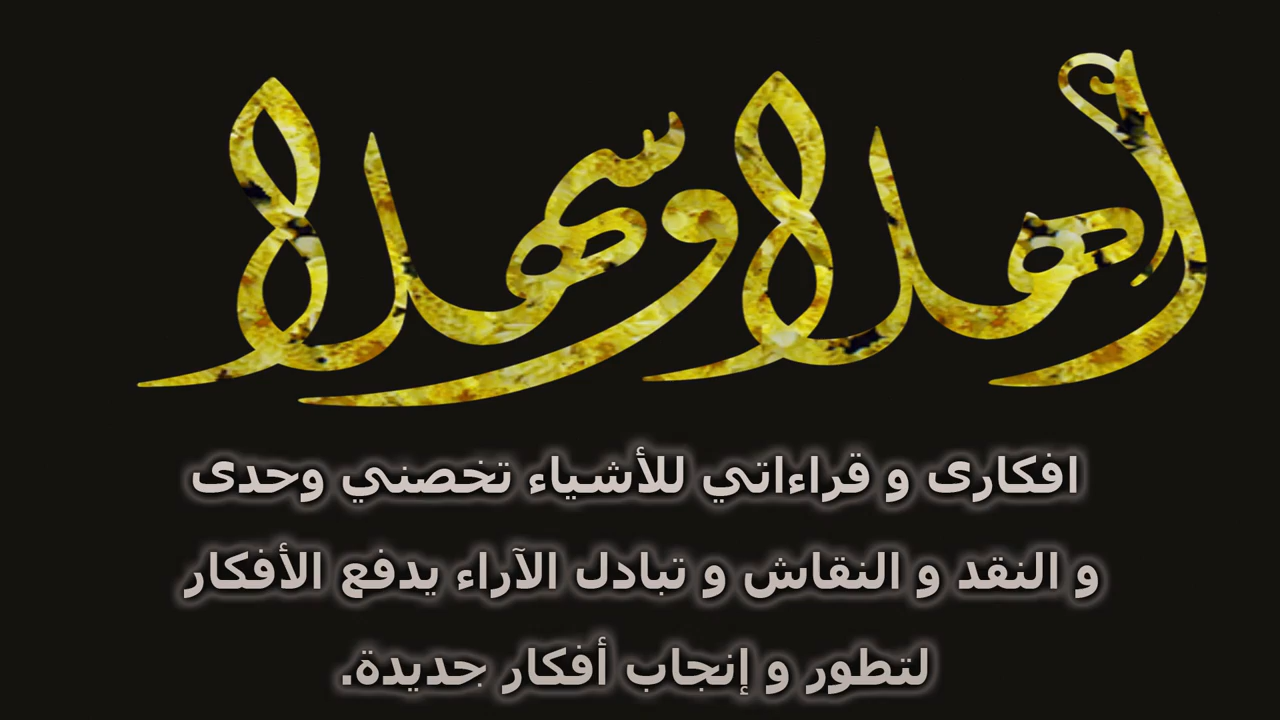 أهلا وسهلا
افكارى و قراءاتي للأشياء تخصني وحدى
و النقد و النقاش و تبادل الآراء يدفع الأفكار
لتطور و إنجاب أفكار جديدة.